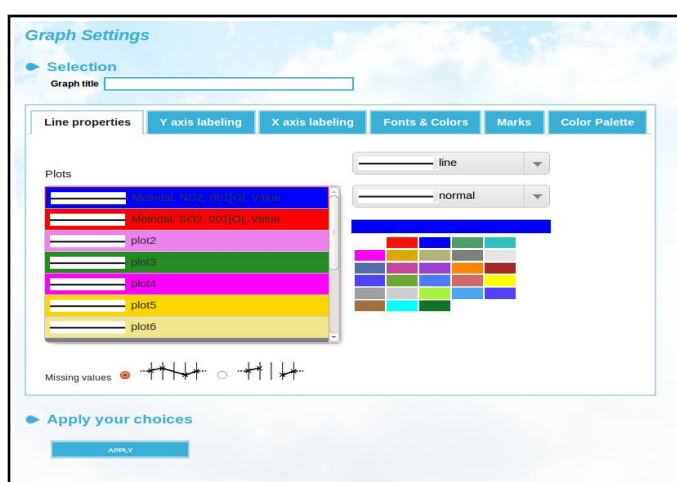 Graph Settings
Selection
Graph title
Line properties Y axis labeling X axis labeling Fonts & Colors Marks Color Palette
Plots
line
normal
Molndal, NO2, 001[O], Value
Molndal, SO2, 001[O], Value
plot2
plot3
plot4
plot5
plot6
Missing values
Apply your choices
APPLY